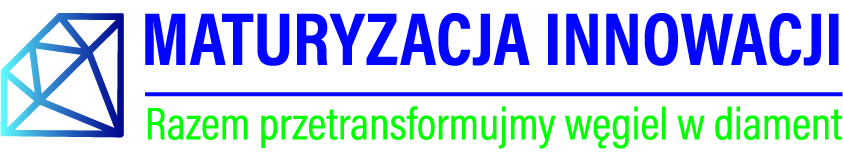 MATURYZACJA INNOWACJI
Razem przetransformujmy węgiel w diament